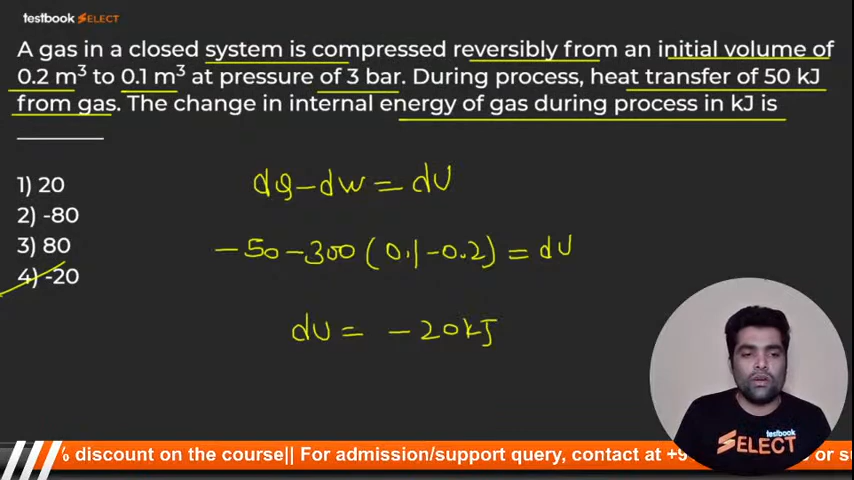 testbook SELECT
A gas in a closed system is compressed reversibly from an initial volume of
0.2 m³ to 0.1 m³ at pressure of 3 bar. During process, heat transfer of 50 kJ
from gas. The change in internal energy of gas during process in kJ is
__________
1) 20
2) -80
3) 80
4) -20
dQ - dW = dU
-50 - 300 (0.1 - 0.2) = dU
dU = -20kJ
testbook
SELECT
% discount on the course|| For admission/support query, contact at +9
or su